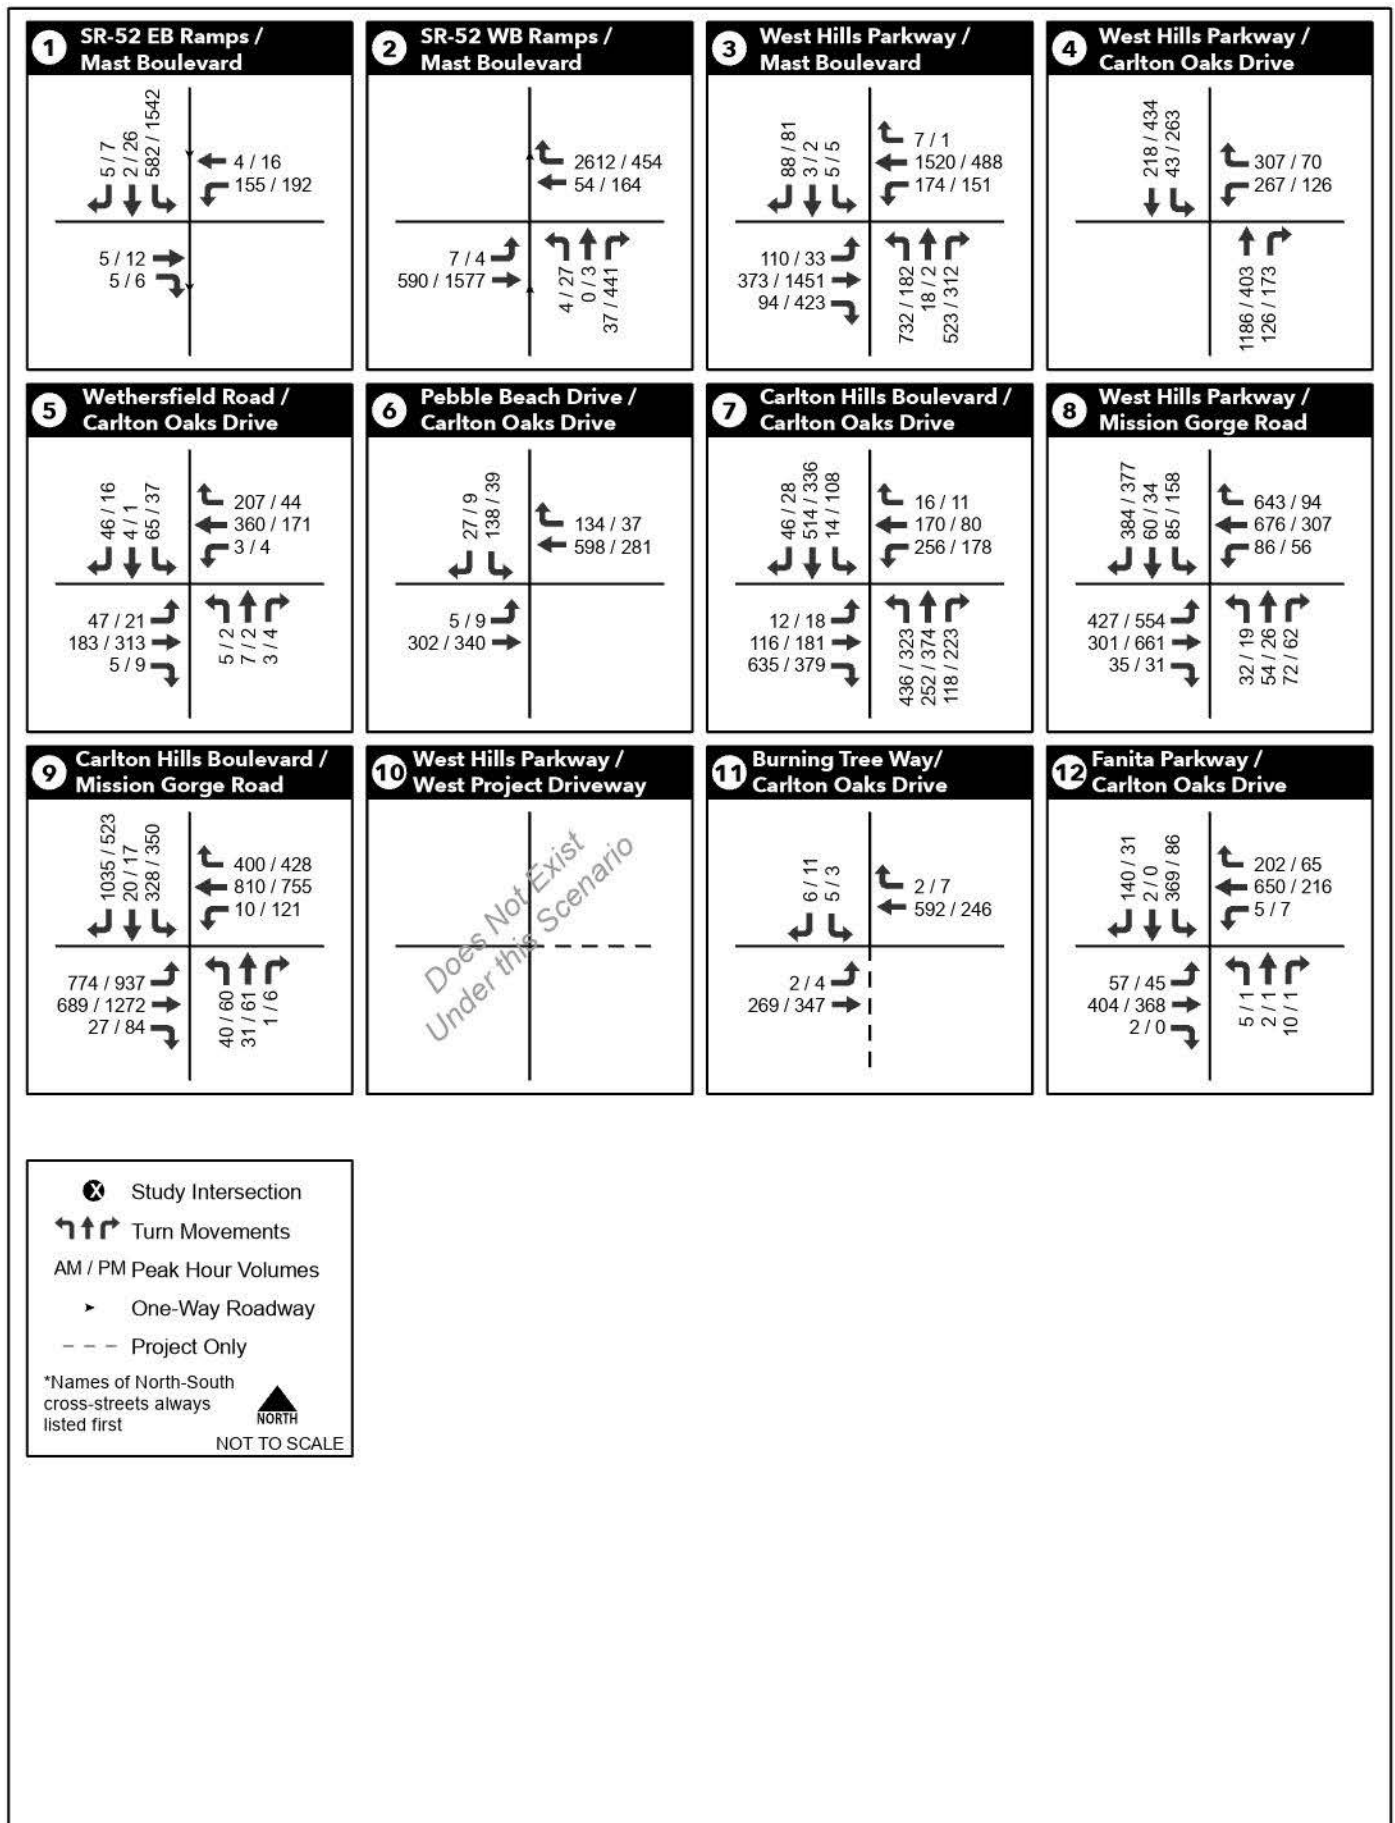 1
SR-52 EB Ramps /
Mast Boulevard
5 / 7
2 / 26
582 / 1542
4 / 16
155 / 192
5 / 12
5 / 6
2
SR-52 WB Ramps /
Mast Boulevard
2612 / 454
54 / 164
7 / 4
590 / 1577
4 / 27
0 / 3
37 / 441
3
West Hills Parkway /
Mast Boulevard
88 / 81
3 / 2
5 / 5
7 / 1
1520 / 488
174 / 151
110 / 33
373 / 1451
94 / 423
732 / 182
18 / 2
523 / 312
4
West Hills Parkway /
Carlton Oaks Drive
218 / 434
43 / 263
307 / 70
267 / 126
1186 / 403
126 / 173
5
Wethersfield Road /
Carlton Oaks Drive
46 / 16
4 / 1
65 / 37
207 / 44
360 / 171
3 / 4
47 / 21
183 / 313
5 / 9
5 / 2
7 / 2
3 / 4
6
Pebble Beach Drive /
Carlton Oaks Drive
27 / 9
138 / 39
134 / 37
598 / 281
5 / 9
302 / 340
7
Carlton Hills Boulevard /
Carlton Oaks Drive
46 / 28
514 / 336
14 / 108
16 / 11
170 / 80
256 / 178
12 / 18
116 / 181
635 / 379
436 / 323
252 / 374
118 / 223
8
West Hills Parkway /
Mission Gorge Road
384 / 377
60 / 34
85 / 158
643 / 94
676 / 307
86 / 56
427 / 554
301 / 661
35 / 31
32 / 19
54 / 26
72 / 62
9
Carlton Hills Boulevard /
Mission Gorge Road
1035 / 523
20 / 17
328 / 350
400 / 428
810 / 755
10 / 121
774 / 937
689 / 1272
27 / 84
40 / 60
31 / 61
1 / 6
10
West Hills Parkway /
West Project Driveway
Does Not Exist
Under this Scenario
11
Burning Tree Way/
Carlton Oaks Drive
6 / 11
5 / 3
2 / 7
592 / 246
2 / 4
269 / 347
12
Fanita Parkway /
Carlton Oaks Drive
140 / 31
2 / 0
369 / 86
202 / 65
650 / 216
5 / 7
57 / 45
404 / 368
2 / 0
5 / 1
2 / 1
10 / 1
X Study Intersection
Turn Movements
AM / PM Peak Hour Volumes
One-Way Roadway
Project Only
*Names of North-South
cross-streets always
listed first
NORTH
NOT TO SCALE